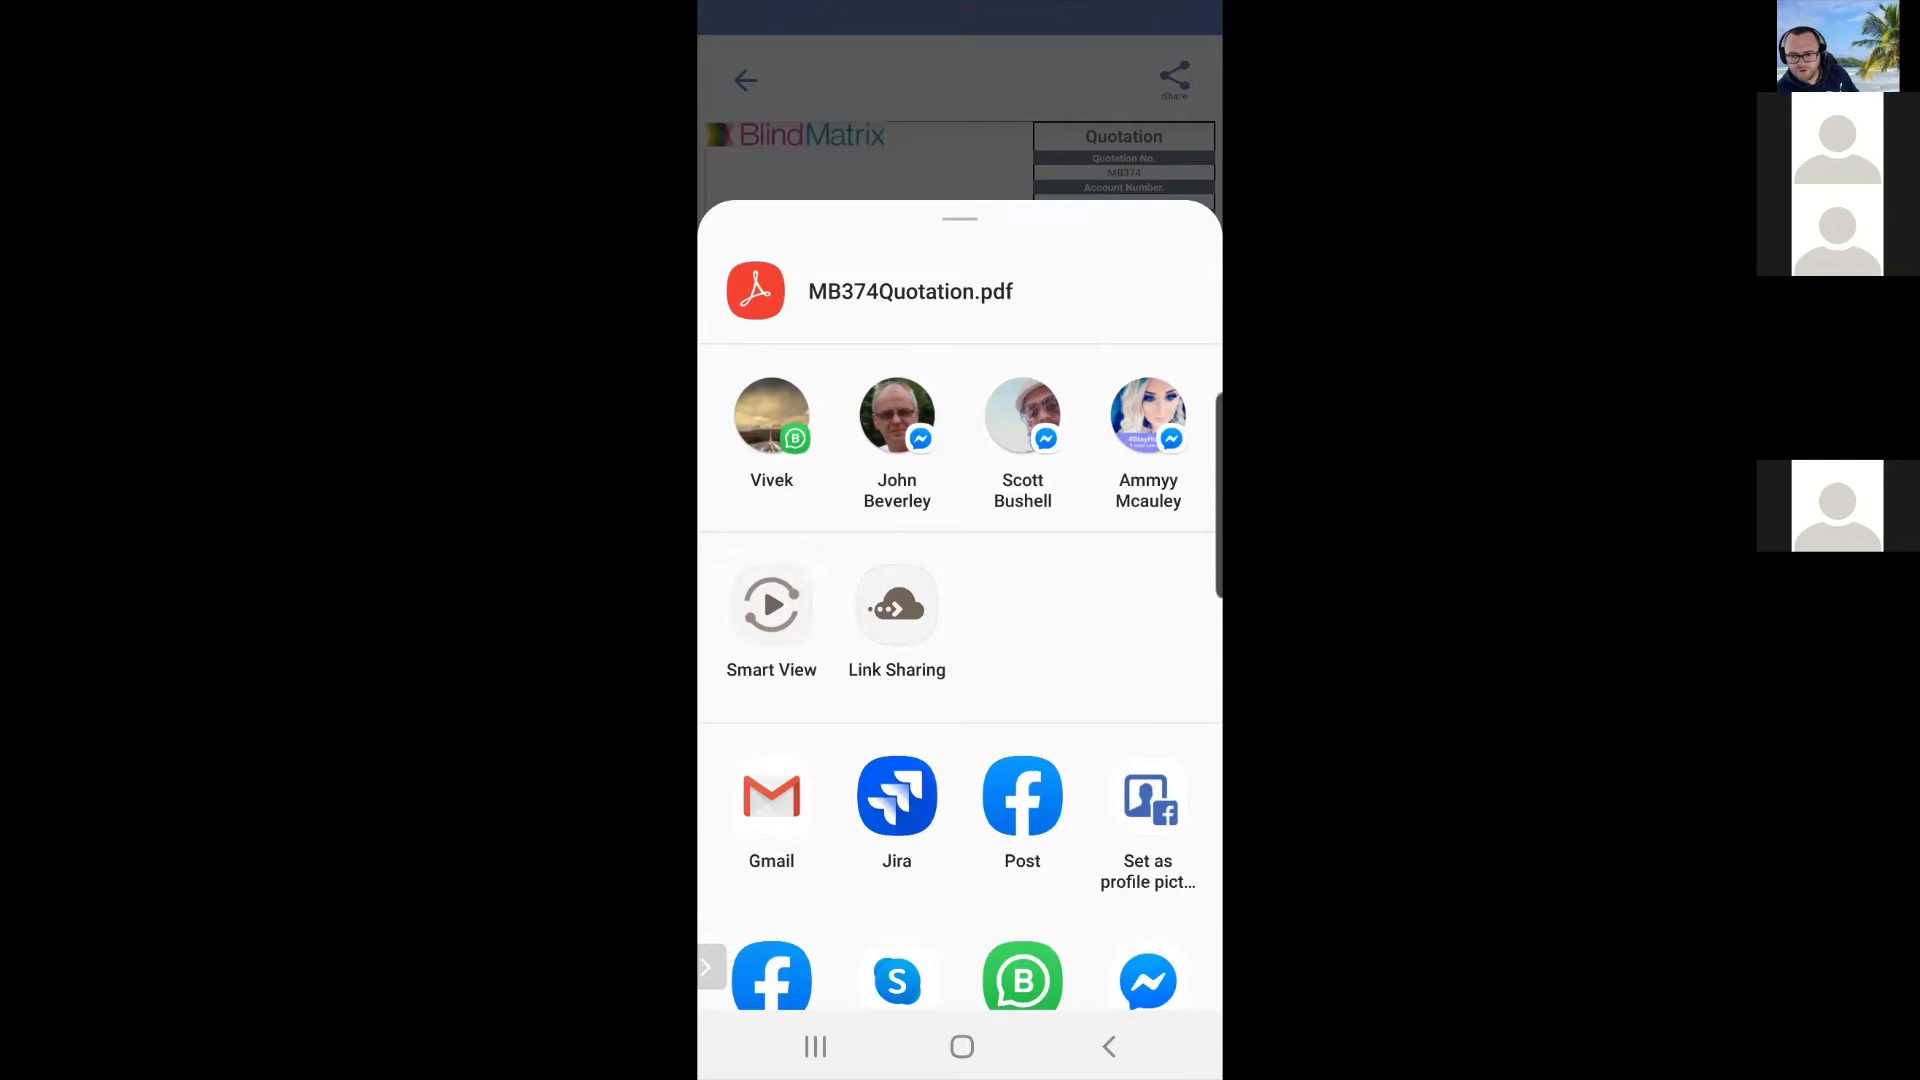 Share
BlindMatrix
Quotation
Quotation No.
MB374
Account Number.
MB374Quotation.pdf
Vivek
John
Beverley
Scott
Bushell
Ammyy
Mcauley
Smart View
Link Sharing
Gmail
Jira
Post
Set as
profile pict...